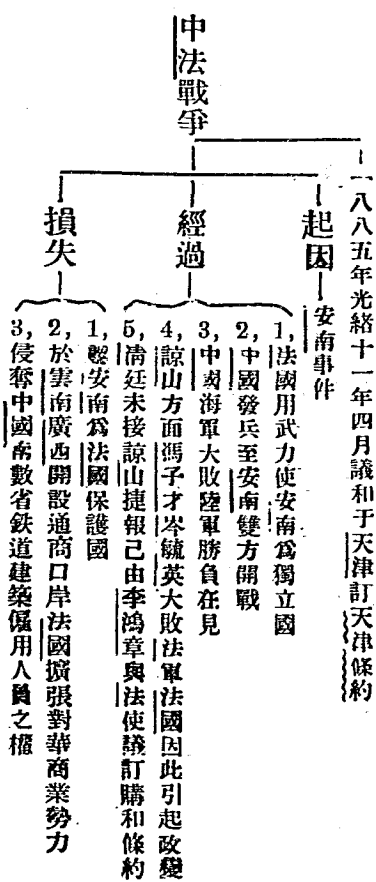 中法戰爭
一八八五年光緒十一年四月議和于天津訂天津條約
起因
安南事件
經過
1,法國用武力使安南爲獨立國
2,中國發兵至安南雙方開戰
3,中國海軍大敗陸軍勝負在見
4,諒山方面馮子才岑毓英大敗法軍法國因此引起政變
5,清廷未接諒山捷報己由李鴻章與法使議訂購和條約
損失
1,安南爲法國保護國
2,於雲南廣西開設通商口岸法國擴張對華商業勢力
3,侵奪中國南數省鉄道建築僱用人員之權